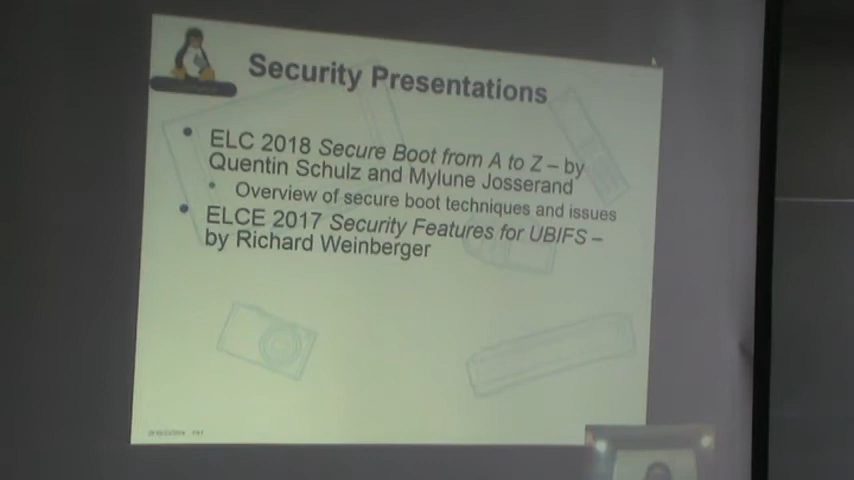 Security Presentations
• ELC 2018 Secure Boot from A to Z – by
Quentin Schulz and Mylune Josserand
• Overview of secure boot techniques and issues
• ELCE 2017 Security Features for UBIFS –
by Richard Weinberger